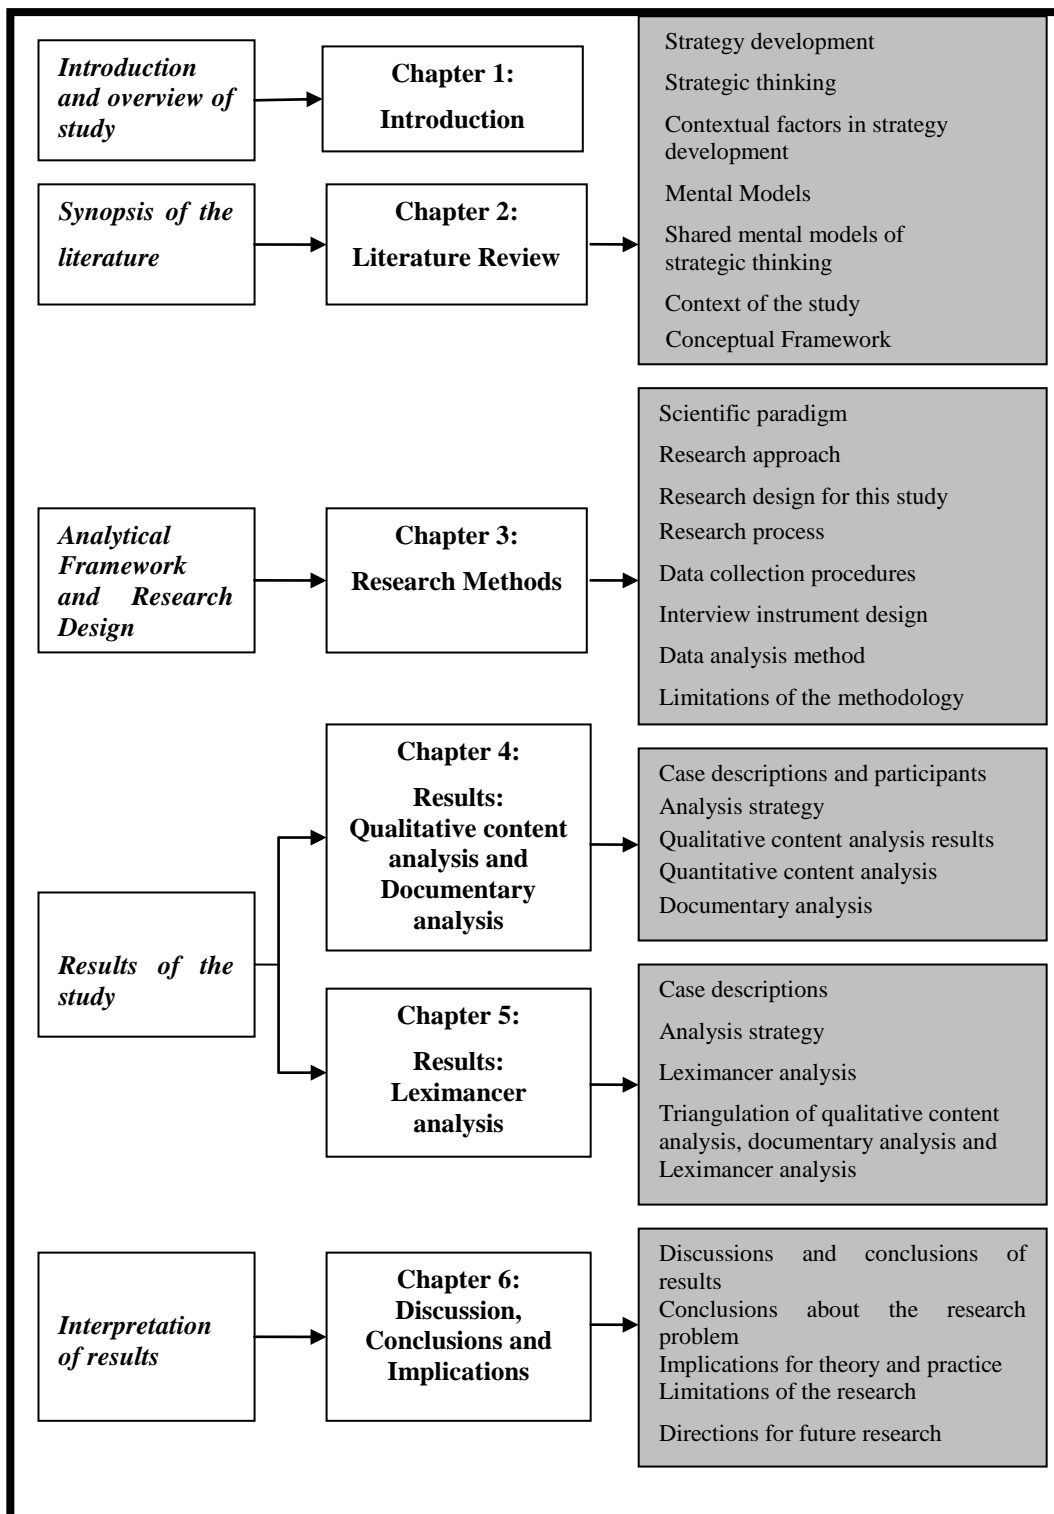 Introduction
and overview of
study
Chapter 1:
Introduction
Strategy development
Strategic thinking
Contextual factors in strategy
development
Mental Models
Shared mental models of
strategic thinking
Context of the study
Conceptual Framework
Synopsis of the
literature
Chapter 2:
Literature Review
Analytical
Framework
and Research
Design
Chapter 3:
Research Methods
Scientific paradigm
Research approach
Research design for this study
Research process
Data collection procedures
Interview instrument design
Data analysis method
Limitations of the methodology
Results of the
study
Chapter 4:
Results:
Qualitative content
analysis and
Documentary
analysis
Case descriptions and participants
Analysis strategy
Qualitative content analysis results
Quantitative content analysis
Documentary analysis
Chapter 5:
Results:
Leximancer
analysis
Case descriptions
Analysis strategy
Leximancer analysis
Triangulation of qualitative content
analysis, documentary analysis and
Leximancer analysis
Interpretation
of results
Chapter 6:
Discussion,
Conclusions and
Implications
Discussions and conclusions of
results
Conclusions about the research
problem
Implications for theory and practice
Limitations of the research
Directions for future research